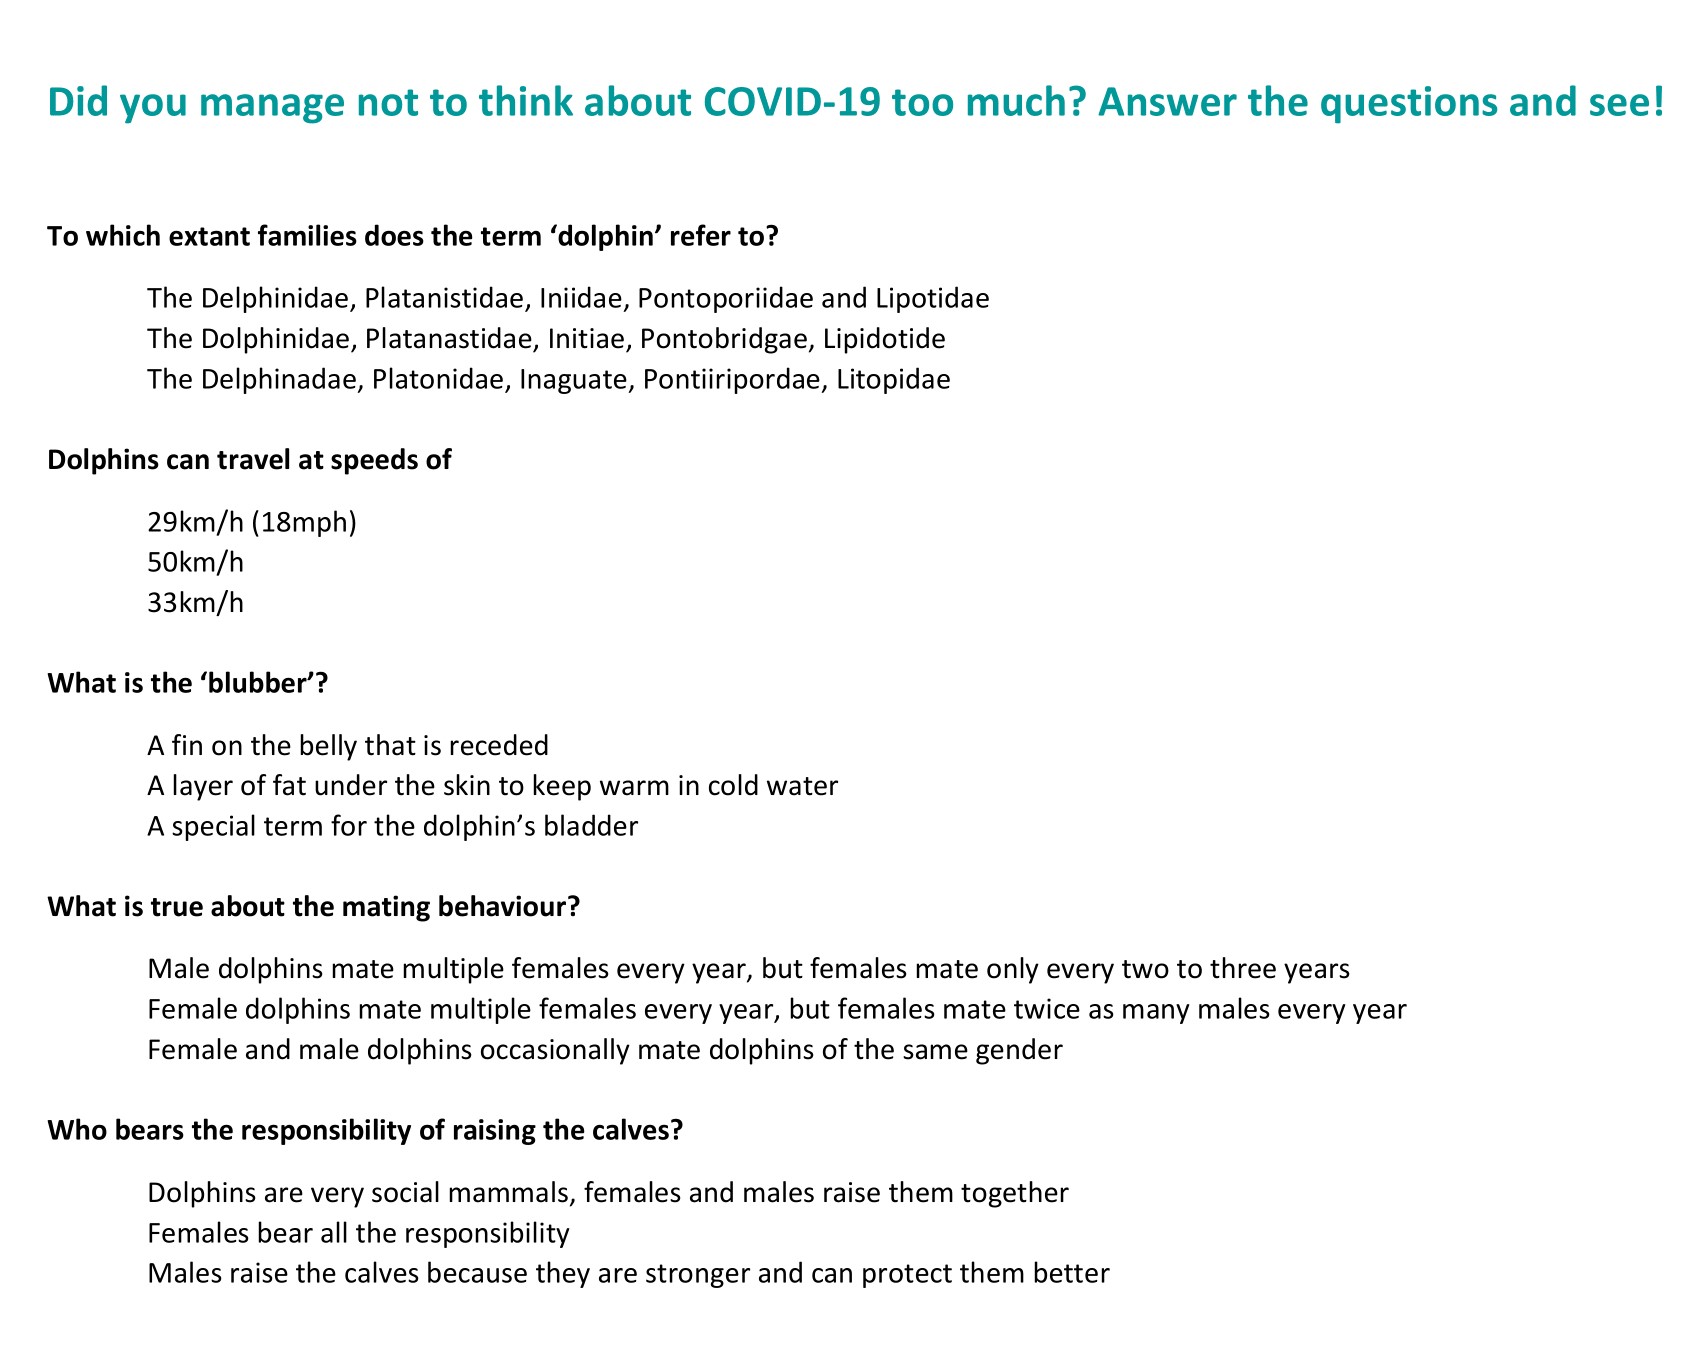 Did you manage not to think about COVID-19 too much? Answer the questions and see!
To which extant families does the term ‘dolphin’ refer to?
The Delphinidae, Platanistidae, Iniidae, Pontoporiidae and Lipotidae
The Dolphinidae, Platanastidae, Initiae, Pontobridgae, Lipidotide
The Delphinadae, Platonidae, Inaguate, Pontiiripordae, Litopidae
Dolphins can travel at speeds of
29km/h (18mph)
50km/h
33km/h
What is the ‘blubber’?
A fin on the belly that is receded
A layer of fat under the skin to keep warm in cold water
A special term for the dolphin’s bladder
What is true about the mating behaviour?
Male dolphins mate multiple females every year, but females mate only every two to three years
Female dolphins mate multiple females every year, but females mate twice as many males every year
Female and male dolphins occasionally mate dolphins of the same gender
Who bears the responsibility of raising the calves?
Dolphins are very social mammals, females and males raise them together
Females bear all the responsibility
Males raise the calves because they are stronger and can protect them better